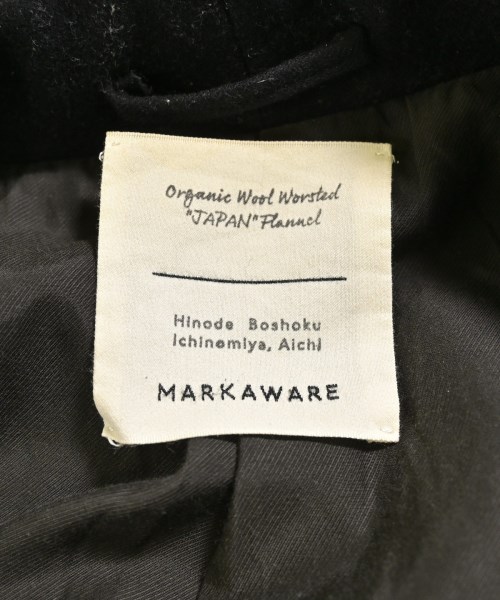 Organic Wool Worsted
"JAPAN" Flannel
Hinode Boshoku
Ichinomiya, Aichi
MARKAWARE